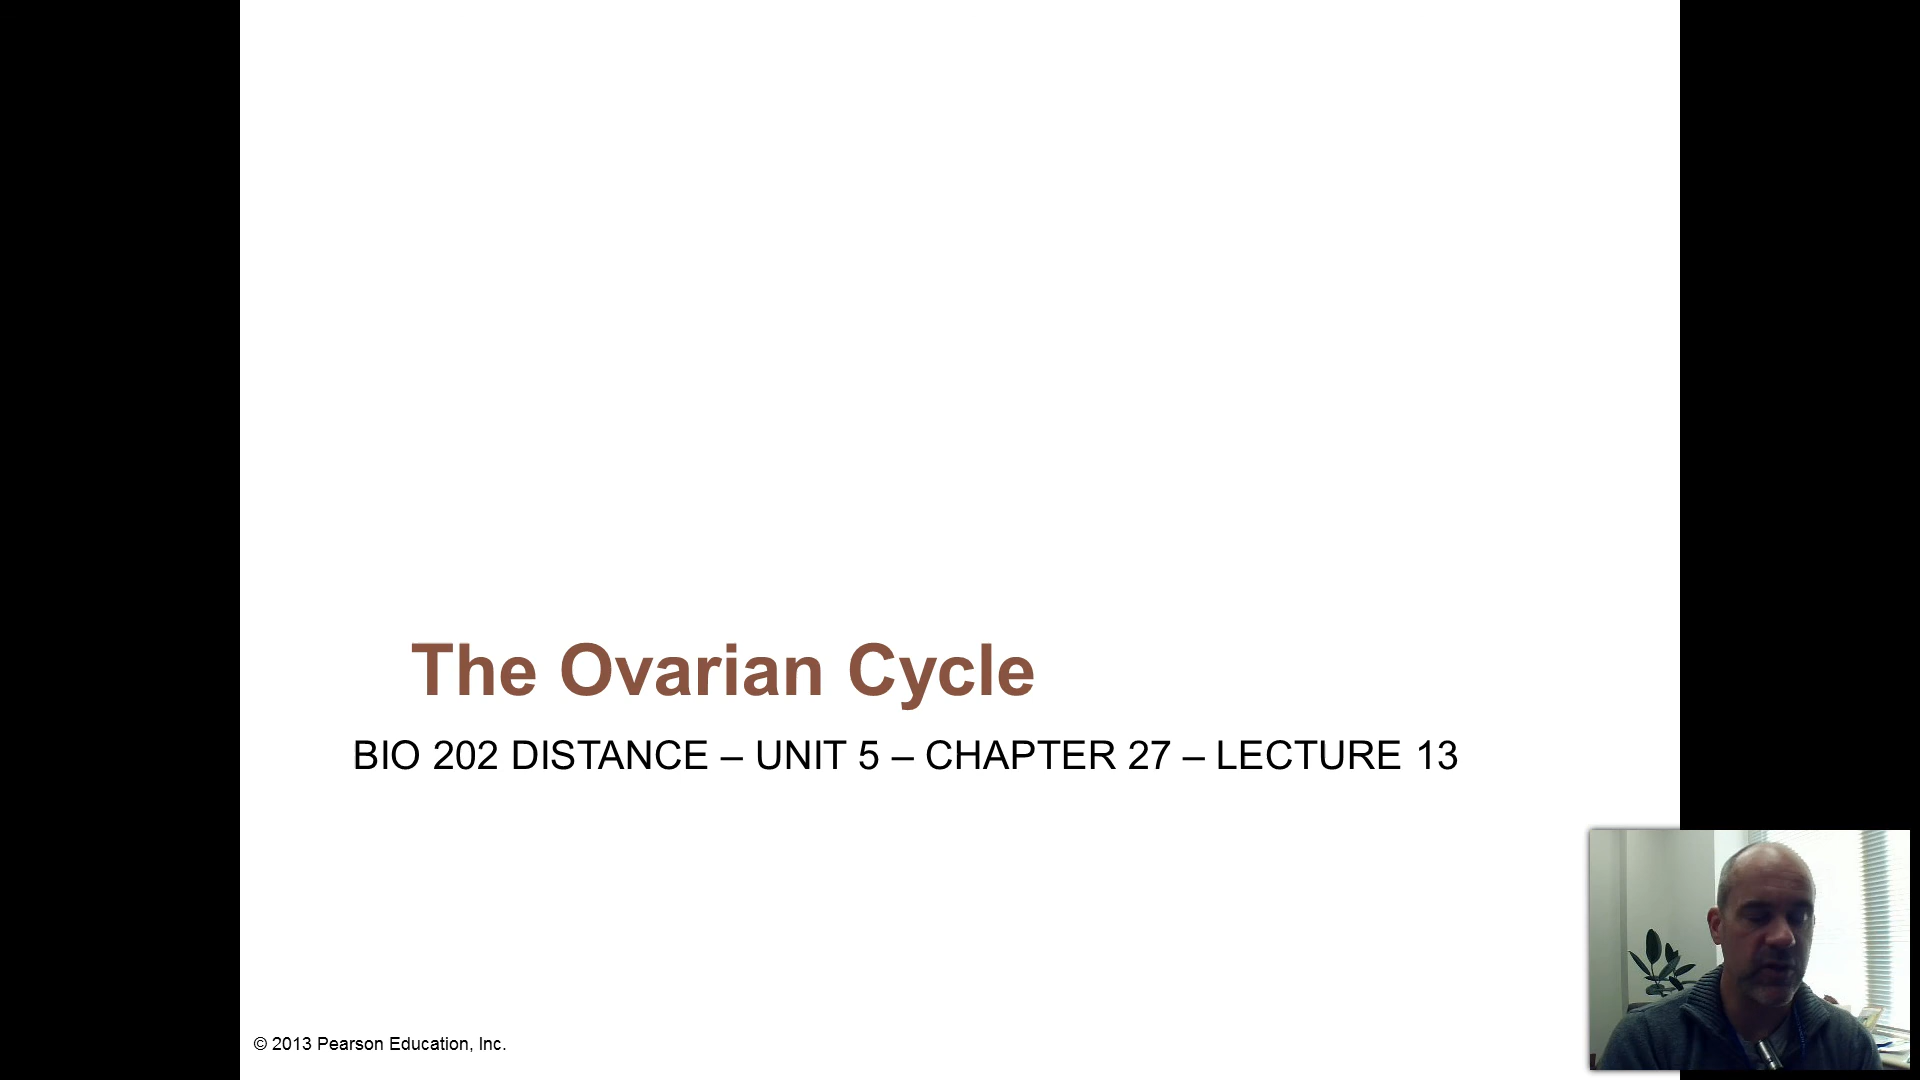 The Ovarian Cycle
BIO 202 DISTANCE – UNIT 5 – CHAPTER 27 – LECTURE 13
© 2013 Pearson Education, Inc.